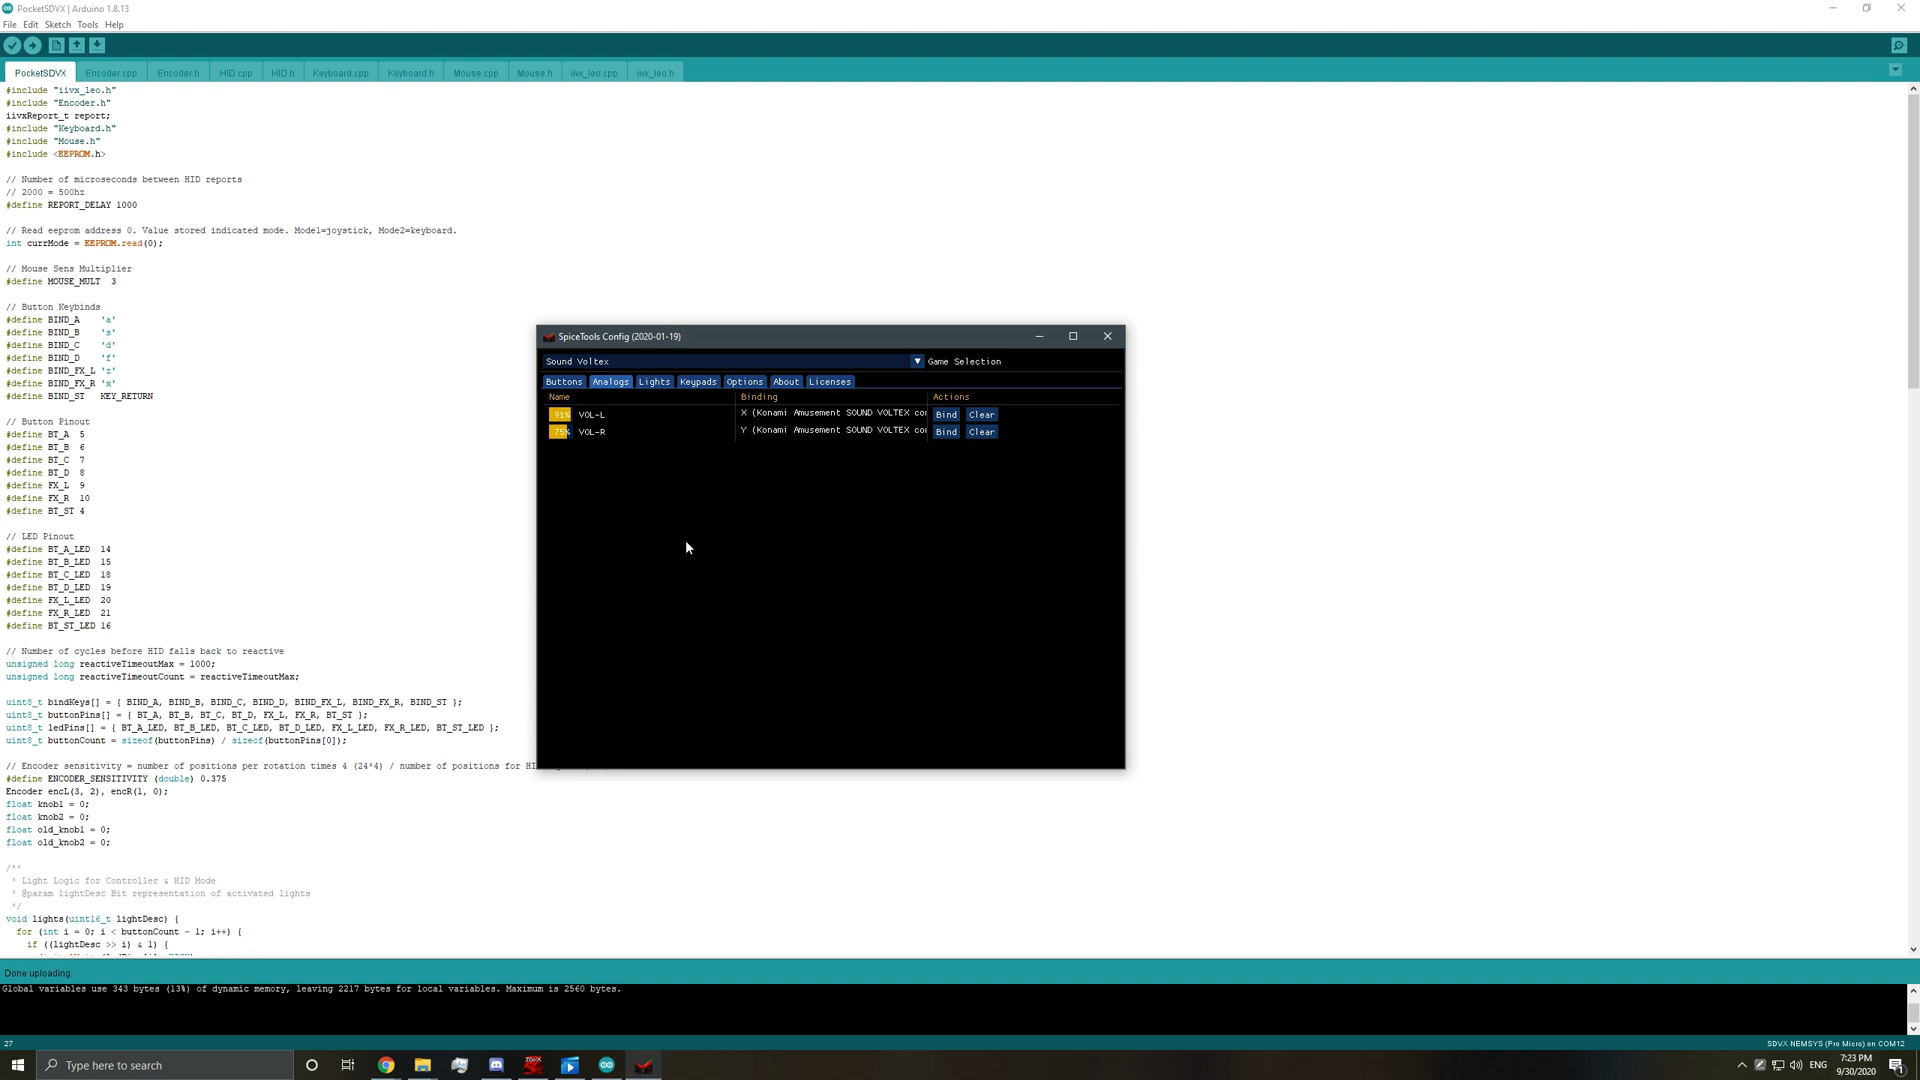 PocketSDVX | Arduino 1.8.13
File Edit Sketch Tools Help
PocketSDVX Encoder.cpp Encoder.h HID.cpp HID.h Keyboard.cpp Keyboard.h Mouse.cpp Mouse.h iivx_leo.cpp iivx_leo.h
#include "iivx_leo.h"
#include "Encoder.h"
iivxReport_t report;
#include "Keyboard.h"
#include "Mouse.h"
#include <EEPROM.h>
// Number of microseconds between HID reports
// 2000 = 500hz
#define REPORT_DELAY 1000
// Read eeprom address 0. Value stored indicated mode. Mode1=joystick, Mode2=keyboard.
int currMode = EEPROM.read(0);
// Mouse Sens Multiplier
#define MOUSE_MULT 3
// Button Keybinds
#define BIND_A 'a'
#define BIND_B 's'
#define BIND_C 'd'
#define BIND_D 'f'
#define BIND_FX_L 'z'
#define BIND_FX_R 'x'
#define BIND_ST KEY_RETURN
// Button Pinout
#define BT_A 5
#define BT_B 6
#define BT_C 7
#define BT_D 8
#define FX_L 9
#define FX_R 10
#define BT_ST 4
// LED Pinout
#define BT_A_LED 14
#define BT_B_LED 15
#define BT_C_LED 18
#define BT_D_LED 19
#define FX_L_LED 20
#define FX_R_LED 21
#define BT_ST_LED 16
// Number of cycles before HID falls back to reactive
unsigned long reactiveTimeoutMax = 1000;
unsigned long reactiveTimeoutCount = reactiveTimeoutMax;
uint8_t bindKeys[] = { BIND_A, BIND_B, BIND_C, BIND_D, BIND_FX_L, BIND_FX_R, BIND_ST };
uint8_t buttonPins[] = { BT_A, BT_B, BT_C, BT_D, FX_L, FX_R, BT_ST };
uint8_t ledPins[] = { BT_A_LED, BT_B_LED, BT_C_LED, BT_D_LED, FX_L_LED, FX_R_LED, BT_ST_LED };
uint8_t buttonCount = sizeof(buttonPins) / sizeof(buttonPins[0]);
// Encoder sensitivity = number of positions per rotation times 4 (24*4) / number of positions for HI
#define ENCODER_SENSITIVITY (double) 0.375
Encoder encL(3, 2), encR(1, 0);
float knob1 = 0;
float knob2 = 0;
float old_knob1 = 0;
float old_knob2 = 0;
/**
* Light Logic for Controller & HID Mode
* @param lightDesc Bit representation of activated lights
*/
void lights(uint16_t lightDesc) {
for (int i = 0; i < buttonCount - 1; i++) {
if ((lightDesc >> i) & 1) {
SpiceTools Config (2020-01-19)
Sound Voltex Game Selection
Buttons Analogs Lights Keypads Options About Licenses
Name Binding Actions
91% VOL-L X (Konami Amusement SOUND VOLTEX con Bind Clear
75% VOL-R Y (Konami Amusement SOUND VOLTEX con Bind Clear
Done uploading.
Global variables use 343 bytes (13%) of dynamic memory, leaving 2217 bytes for local variables. Maximum is 2560 bytes.
27 SDVX NEMSYS (Pro Micro) on COM12
Type here to search
ENG
7:23 PM
9/30/2020